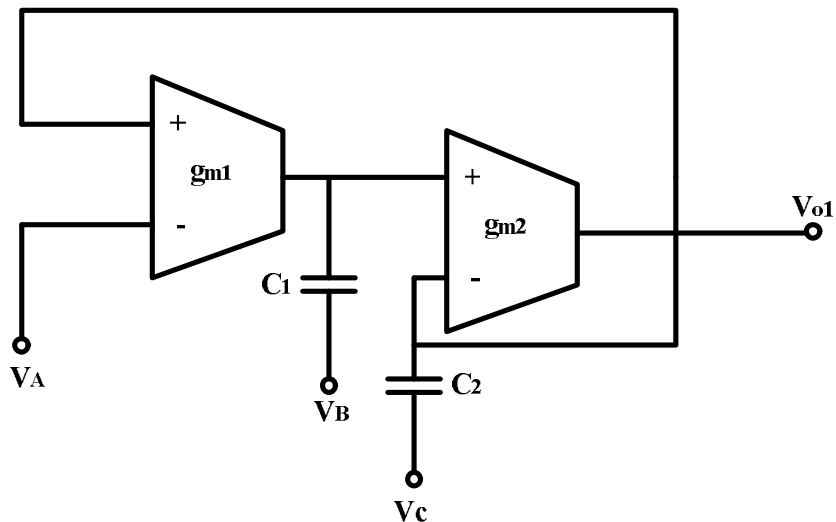 +
gm1
-
C1
VA
VB
+
gm2
-
C2
Vc
Vo1